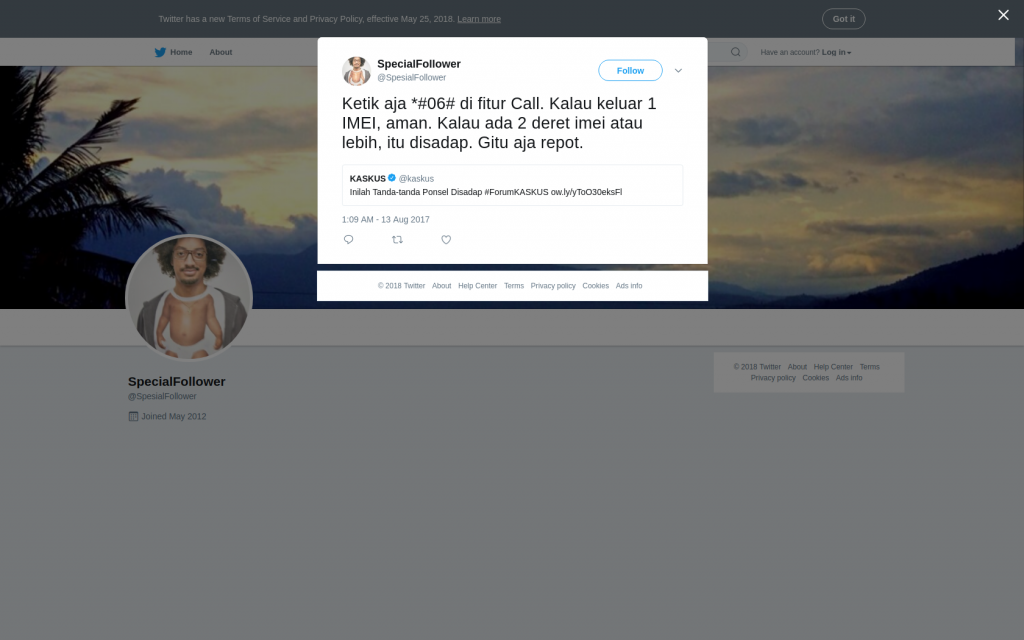 Twitter has a new Terms of Service and Privacy Policy, effective May 25, 2018. Learn more
Got it
Home
About
Have an account? Log in
SpecialFollower
@SpesialFollower
Follow
Ketik aja *#06# di fitur Call. Kalau keluar 1
IMEI, aman. Kalau ada 2 deret imei atau
lebih, itu disadap. Gitu aja repot.
KASKUS @kaskus
Inilah Tanda-tanda Ponsel Disadap #ForumKASKUS ow.ly/yToO30eksFl
1:09 AM - 13 Aug 2017
© 2018 Twitter About Help Center Terms Privacy policy Cookies Ads info
SpecialFollower
@SpesialFollower
Joined May 2012
© 2018 Twitter About Help Center Terms
Privacy policy Cookies Ads info